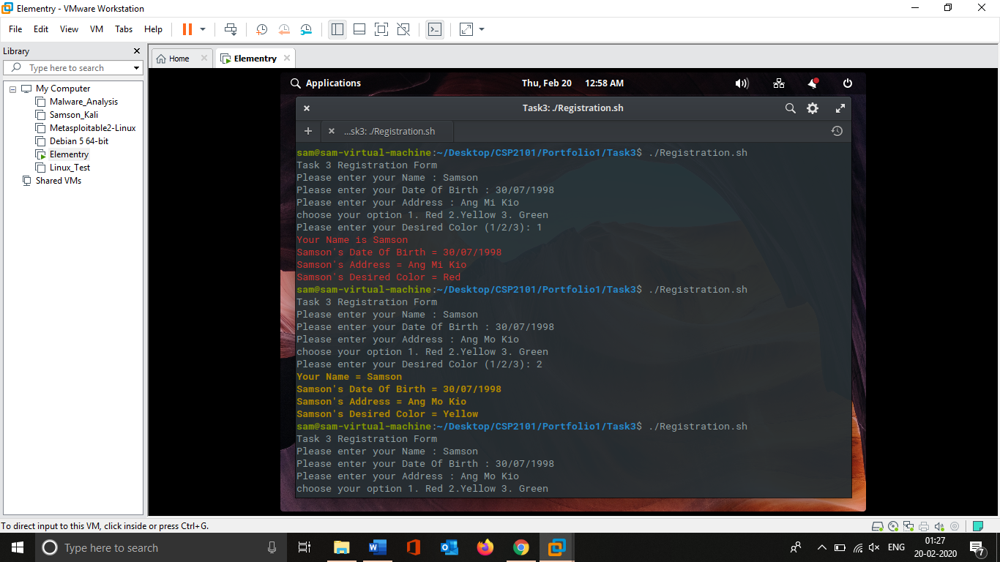 Elementry - VMware Workstation
File Edit View VM Tabs Help
Library
Type here to search
My Computer
Malware_Analysis
Samson_Kali
Metasploitable2-Linux
Debian 5 64-bit
Elementry
Linux_Test
Shared VMs
Home
Elementry
Applications
Thu, Feb 20 12:58 AM
Task3: ./Registration.sh
...sk3: ./Registration.sh
sam@sam-virtual-machine:~/Desktop/CSP2101/Portfolio1/Task3$ ./Registration.sh
Task 3 Registration Form
Please enter your Name : Samson
Please enter your Date Of Birth : 30/07/1998
Please enter your Address : Ang Mi Kio
choose your option 1. Red 2.Yellow 3. Green
Please enter your Desired Color (1/2/3): 1
Your Name is Samson
Samson's Date Of Birth = 30/07/1998
Samson's Address = Ang Mi Kio
Samson's Desired Color = Red
sam@sam-virtual-machine:~/Desktop/CSP2101/Portfolio1/Task3$ ./Registration.sh
Task 3 Registration Form
Please enter your Name : Samson
Please enter your Date Of Birth : 30/07/1998
Please enter your Address : Ang Mo Kio
choose your option 1. Red 2.Yellow 3. Green
Please enter your Desired Color (1/2/3): 2
Your Name = Samson
Samson's Date Of Birth = 30/07/1998
Samson's Address = Ang Mo Kio
Samson's Desired Color = Yellow
sam@sam-virtual-machine:~/Desktop/CSP2101/Portfolio1/Task3$ ./Registration.sh
Task 3 Registration Form
Please enter your Name : Samson
Please enter your Date Of Birth : 30/07/1998
Please enter your Address : Ang Mo Kio
choose your option 1. Red 2.Yellow 3. Green
To direct input to this VM, click inside or press Ctrl+G.
Type here to search
ENG
01:27
20-02-2020
7